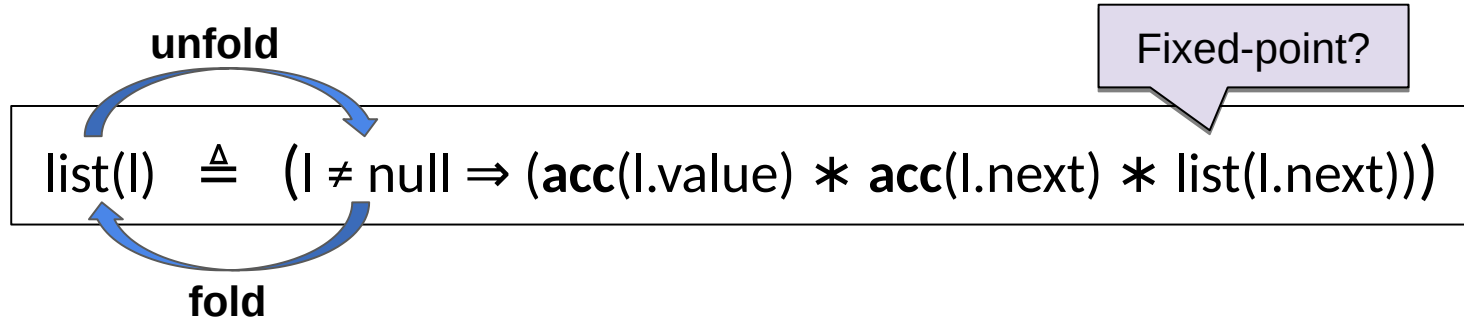 unfold
Fixed-point?
list(l) ≜ (l ≠ null ⇒ (acc(l.value) ∗ acc(l.next) ∗ list(l.next)))
fold